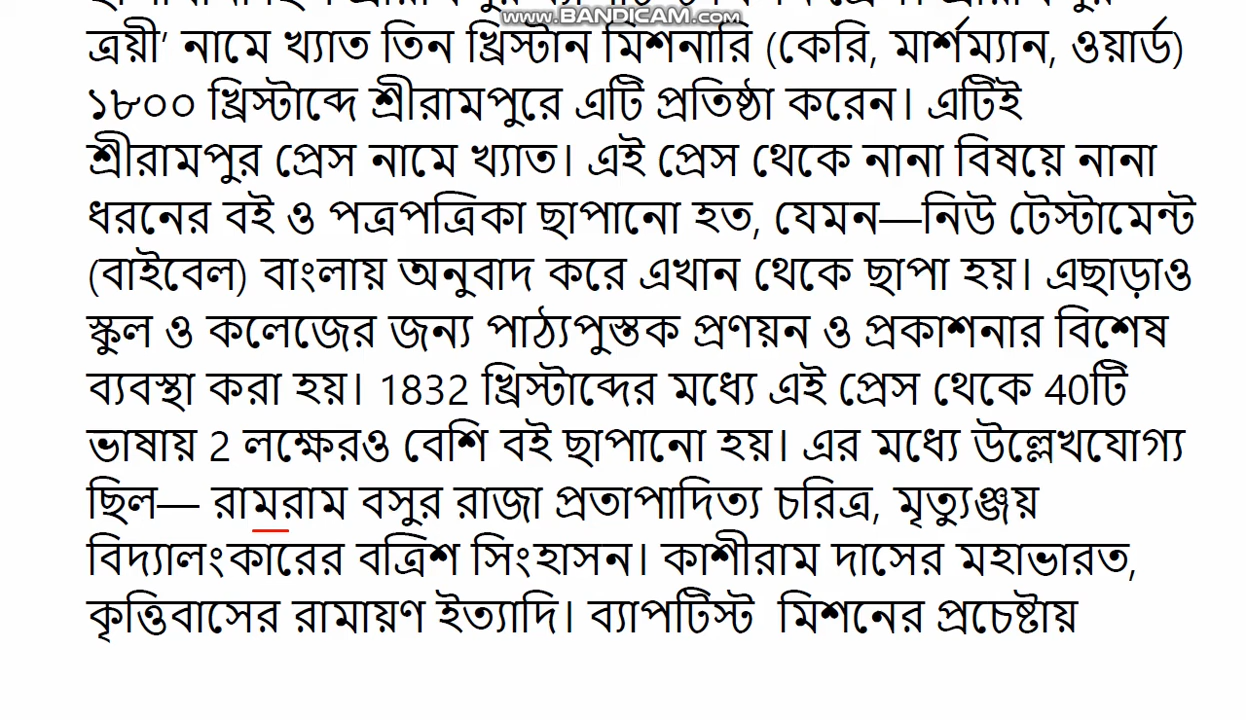 www.BANDICAM.com
ত্রয়ী' নামে খ্যাত তিন খ্রিস্টান মিশনারি (কেরি, মার্শম্যান, ওয়ার্ড)
১৮০০ খ্রিস্টাব্দে শ্রীরামপুরে এটি প্রতিষ্ঠা করেন। এটিই
শ্রীরামপুর প্রেস নামে খ্যাত। এই প্রেস থেকে নানা বিষয়ে নানা
ধরনের বই ও পত্রপত্রিকা ছাপানো হত, যেমন—নিউ টেস্টামেন্ট
(বাইবেল) বাংলায় অনুবাদ করে এখান থেকে ছাপা হয়। এছাড়াও
স্কুল ও কলেজের জন্য পাঠ্যপুস্তক প্রণয়ন ও প্রকাশনার বিশেষ
ব্যবস্থা করা হয়। 1832 খ্রিস্টাব্দের মধ্যে এই প্রেস থেকে 40টি
ভাষায় 2 লক্ষেরও বেশি বই ছাপানো হয়। এর মধ্যে উল্লেখযোগ্য
ছিল— রামরাম বসুর রাজা প্রতাপাদিত্য চরিত্র, মৃত্যুঞ্জয়
বিদ্যালংকারের বত্রিশ সিংহাসন। কাশীরাম দাসের মহাভারত,
কৃত্তিবাসের রামায়ণ ইত্যাদি। ব্যাপটিস্ট মিশনের প্রচেষ্টায়